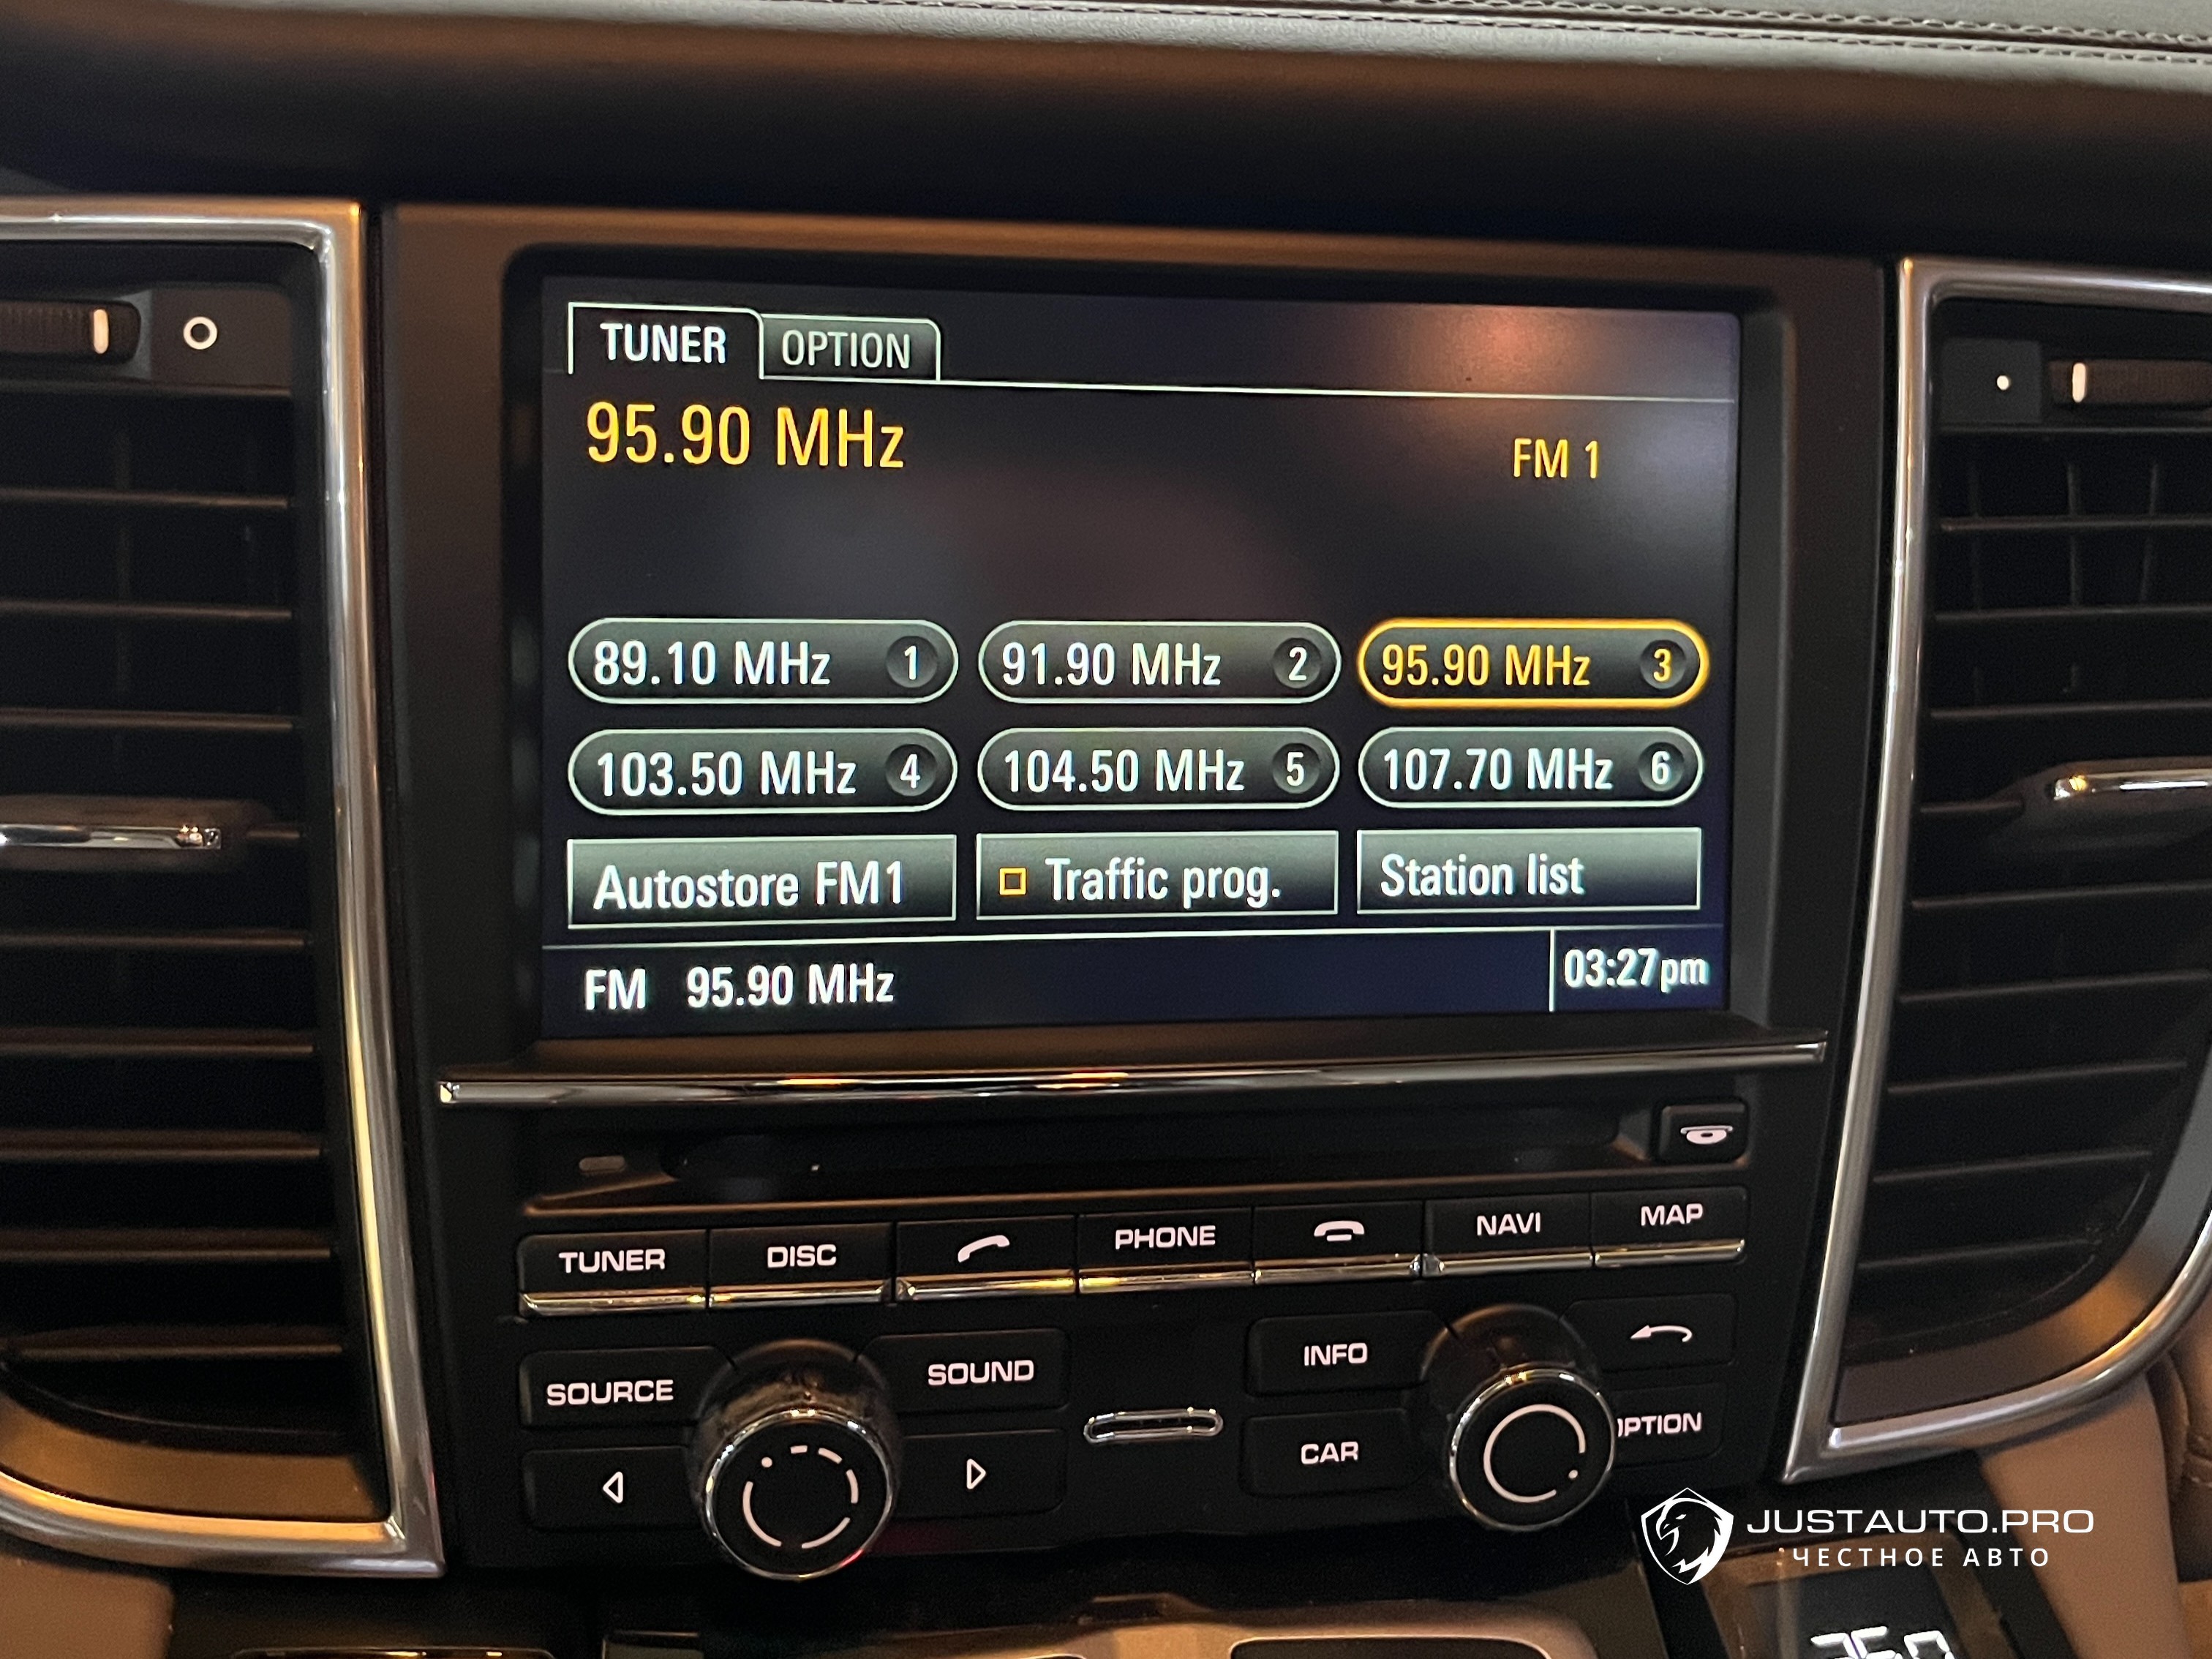 TUNER OPTION
95.90 MHz
FM 1
89.10 MHz 1 91.90 MHz 2 95.90 MHz 3
103.50 MHz 4 104.50 MHz 5 107.70 MHz 6
Autostore FM1 Traffic prog. Station list
FM 95.90 MHz 03:27pm
TUNER DISC PHONE NAVI MAP
SOURCE SOUND INFO
CAR OPTION
JUSTAUTO.PRO
ЧЕСТНОЕ АВТО